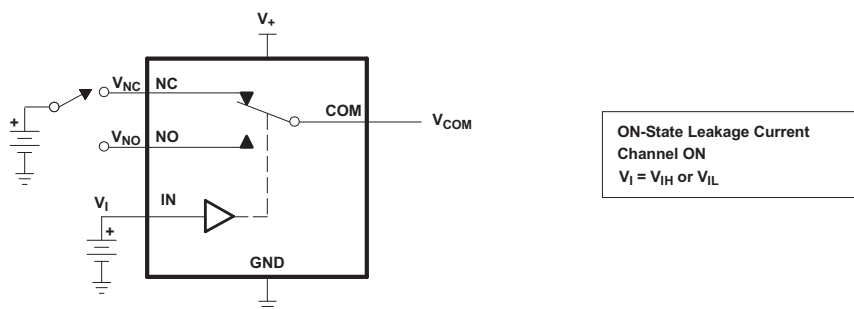 V+
+
VNC NC
COM
VCOM
VNO NO
VI IN
+
GND
ON-State Leakage Current
Channel ON
VI = VIH or VIL